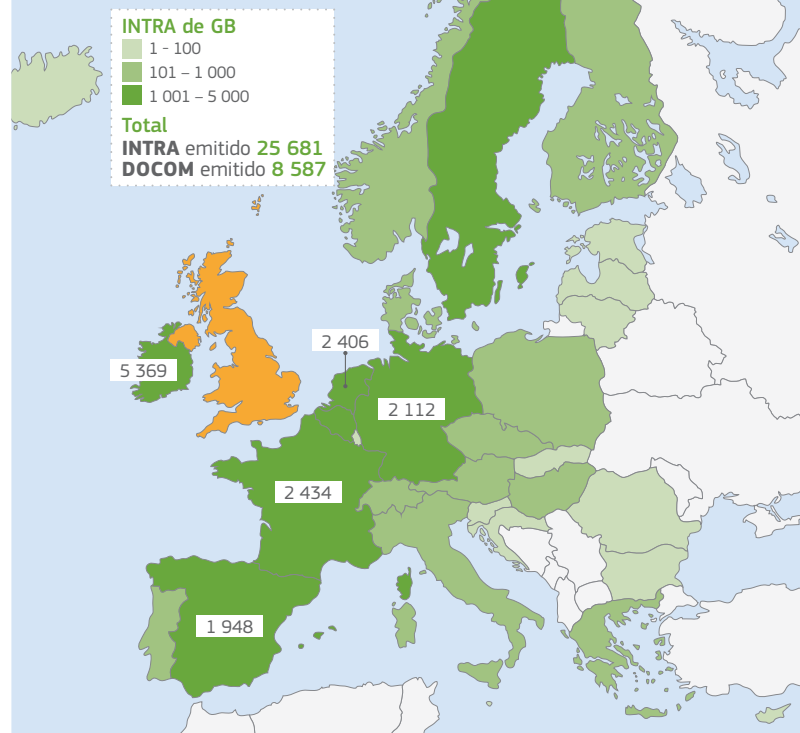 INTRA de GB
1 - 100
101 – 1 000
1 001 – 5 000
Total
INTRA emitido 25 681
DOCOM emitido 8 587
2 406
5 369
2 112
2 434
1 948